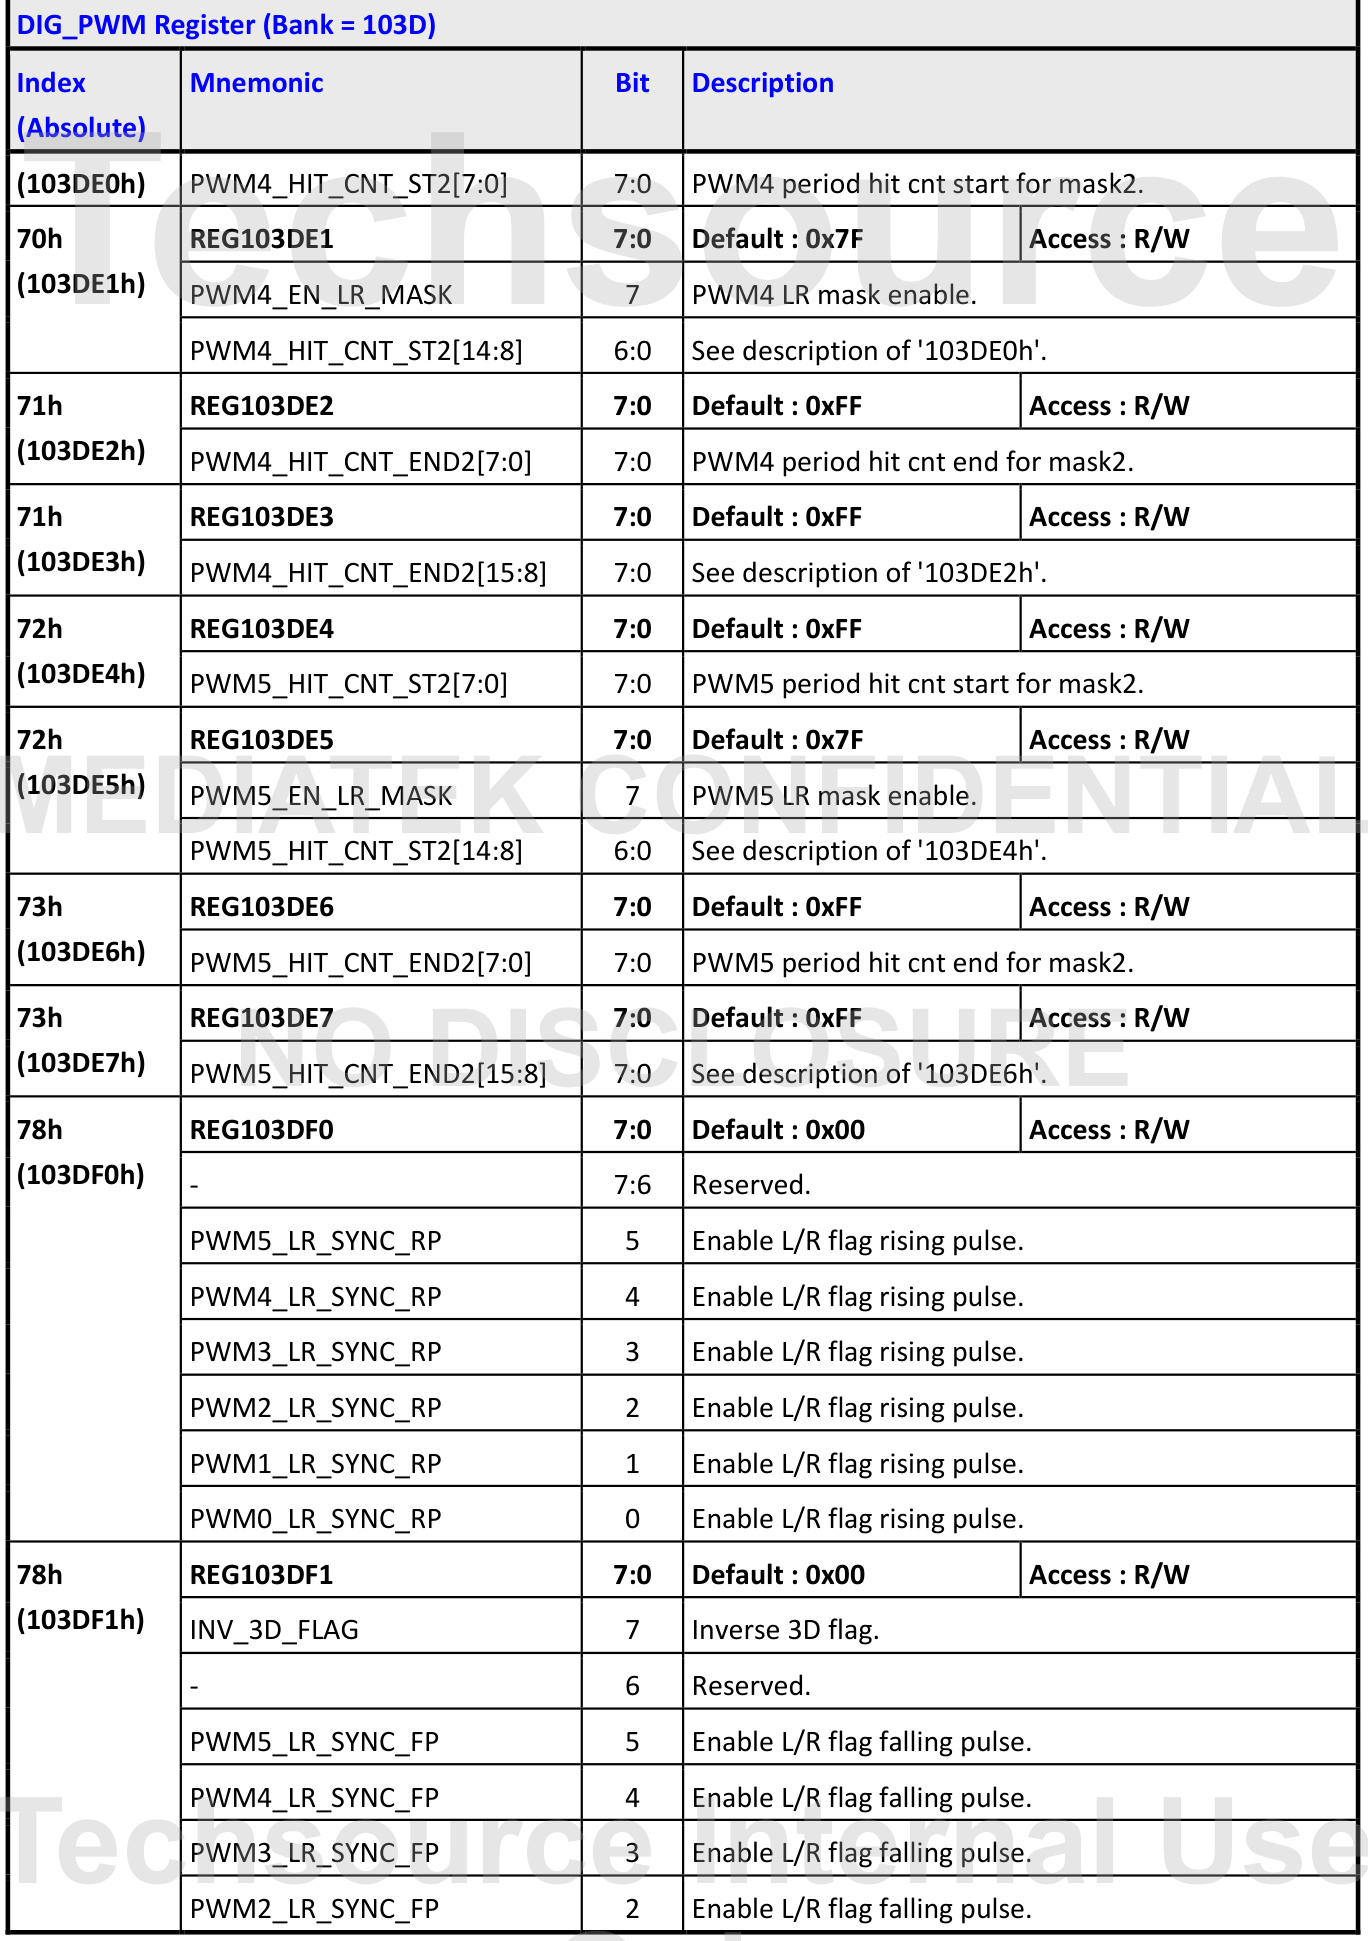 DIG_PWM Register (Bank = 103D)
Index (Absolute) Mnemonic Bit Description
(103DE0h) PWM4_HIT_CNT_ST2[7:0] 7:0 PWM4 period hit cnt start for mask2.
70h (103DE1h) REG103DE1 7:0 Default : 0x7F Access : R/W
PWM4_EN_LR_MASK 7 PWM4 LR mask enable.
PWM4_HIT_CNT_ST2[14:8] 6:0 See description of '103DE0h'.
71h (103DE2h) REG103DE2 7:0 Default : 0xFF Access : R/W
PWM4_HIT_CNT_END2[7:0] 7:0 PWM4 period hit cnt end for mask2.
71h (103DE3h) REG103DE3 7:0 Default : 0xFF Access : R/W
PWM4_HIT_CNT_END2[15:8] 7:0 See description of '103DE2h'.
72h (103DE4h) REG103DE4 7:0 Default : 0xFF Access : R/W
PWM5_HIT_CNT_ST2[7:0] 7:0 PWM5 period hit cnt start for mask2.
72h (103DE5h) REG103DE5 7:0 Default : 0x7F Access : R/W
PWM5_EN_LR_MASK 7 PWM5 LR mask enable.
PWM5_HIT_CNT_ST2[14:8] 6:0 See description of '103DE4h'.
73h (103DE6h) REG103DE6 7:0 Default : 0xFF Access : R/W
PWM5_HIT_CNT_END2[7:0] 7:0 PWM5 period hit cnt end for mask2.
73h (103DE7h) REG103DE7 7:0 Default : 0xFF Access : R/W
PWM5_HIT_CNT_END2[15:8] 7:0 See description of '103DE6h'.
78h (103DF0h) REG103DF0 7:0 Default : 0x00 Access : R/W
- 7:6 Reserved.
PWM5_LR_SYNC_RP 5 Enable L/R flag rising pulse.
PWM4_LR_SYNC_RP 4 Enable L/R flag rising pulse.
PWM3_LR_SYNC_RP 3 Enable L/R flag rising pulse.
PWM2_LR_SYNC_RP 2 Enable L/R flag rising pulse.
PWM1_LR_SYNC_RP 1 Enable L/R flag rising pulse.
PWM0_LR_SYNC_RP 0 Enable L/R flag rising pulse.
78h (103DF1h) REG103DF1 7:0 Default : 0x00 Access : R/W
INV_3D_FLAG 7 Inverse 3D flag.
- 6 Reserved.
PWM5_LR_SYNC_FP 5 Enable L/R flag falling pulse.
PWM4_LR_SYNC_FP 4 Enable L/R flag falling pulse.
PWM3_LR_SYNC_FP 3 Enable L/R flag falling pulse.
PWM2_LR_SYNC_FP 2 Enable L/R flag falling pulse.
Techsource
MEDIATEK CONFIDENTIAL
NO DISCLOSURE
Techsource Internal Use